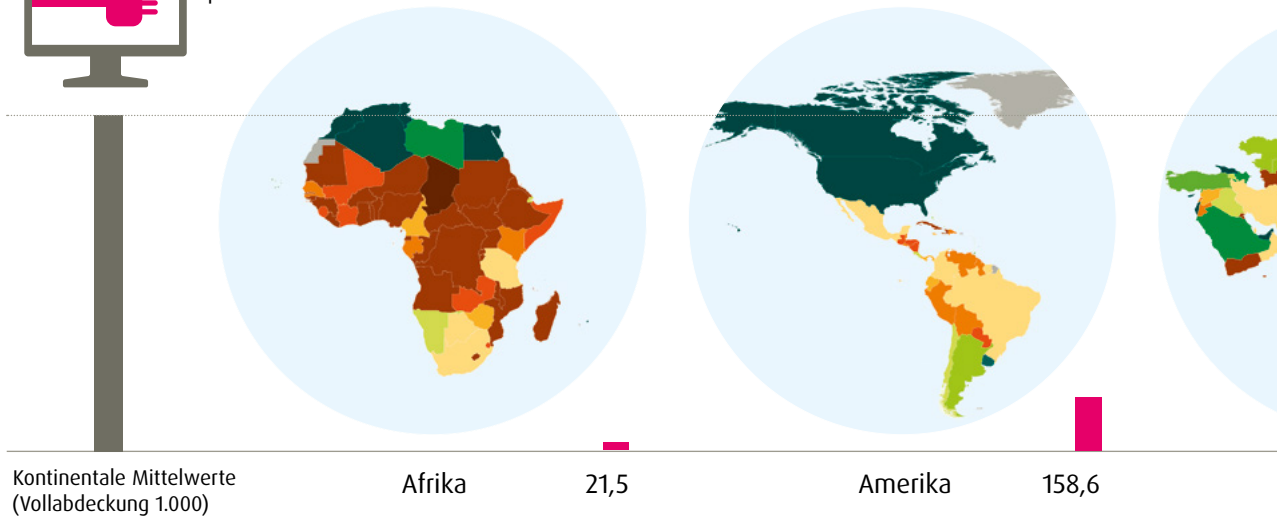 Kontinentale Mittelwerte
(Vollabdeckung 1.000)
Afrika 21,5
Amerika 158,6